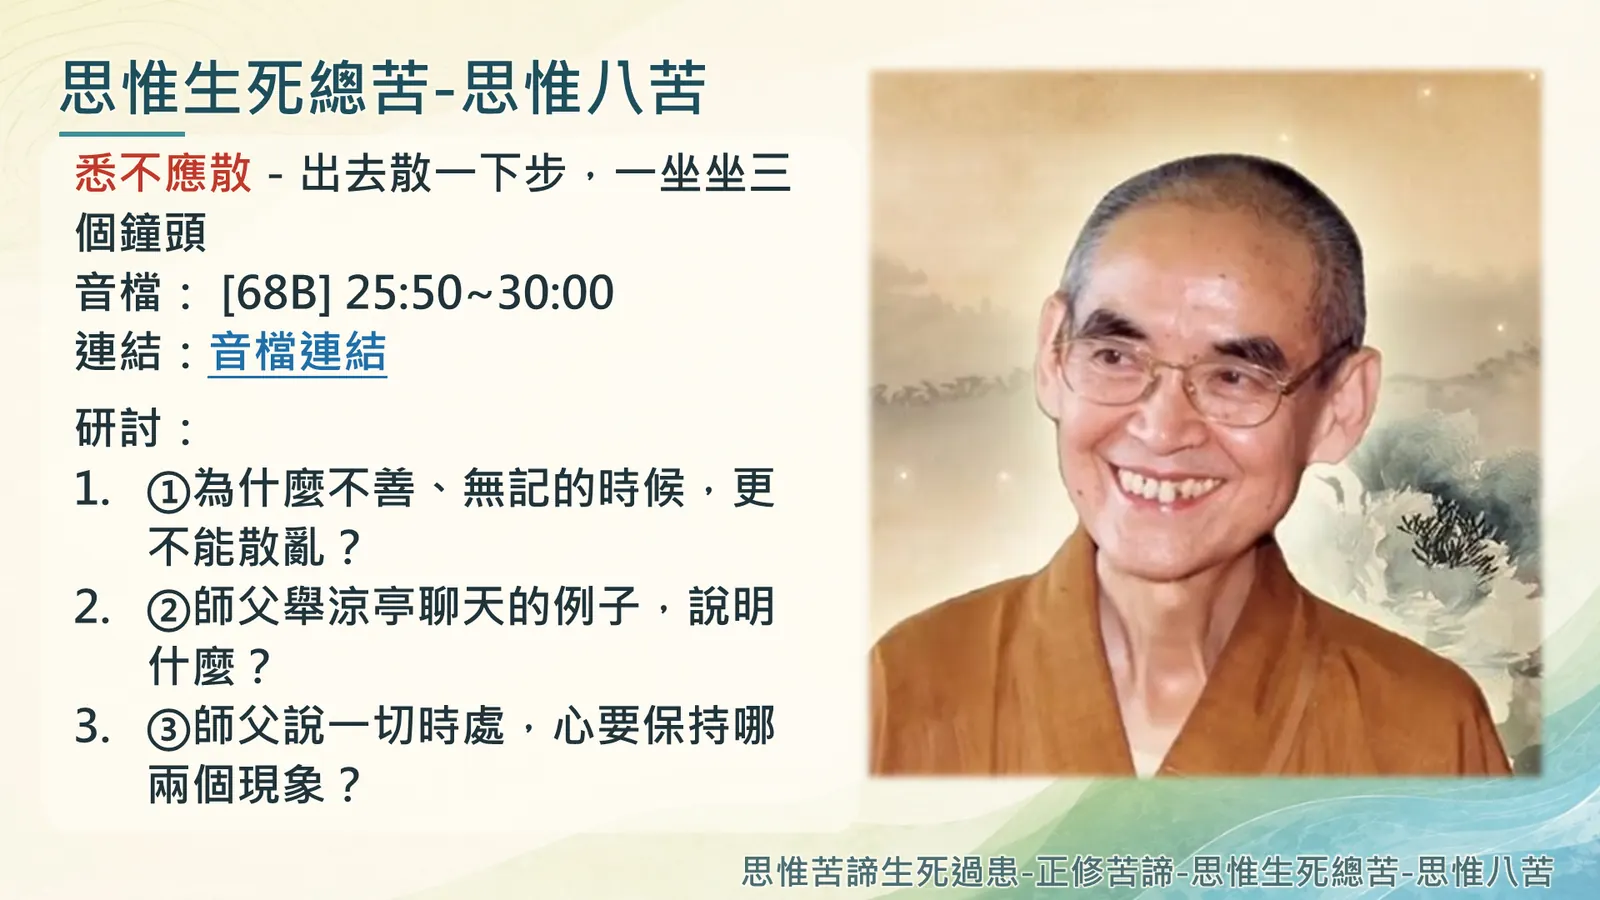 思惟生死總苦-思惟八苦
悉不應散 - 出去散一下步，一坐坐三
個鐘頭
音檔： [68B] 25:50~30:00
連結：音檔連結
研討：
1. ①為什麼不善、無記的時候，更
不能散亂？
2. ②師父舉涼亭聊天的例子，說明
什麼？
3. ③師父說一切時處，心要保持哪
兩個現象？
思惟苦諦生死過患-正修苦諦-思惟生死總苦-思惟八苦